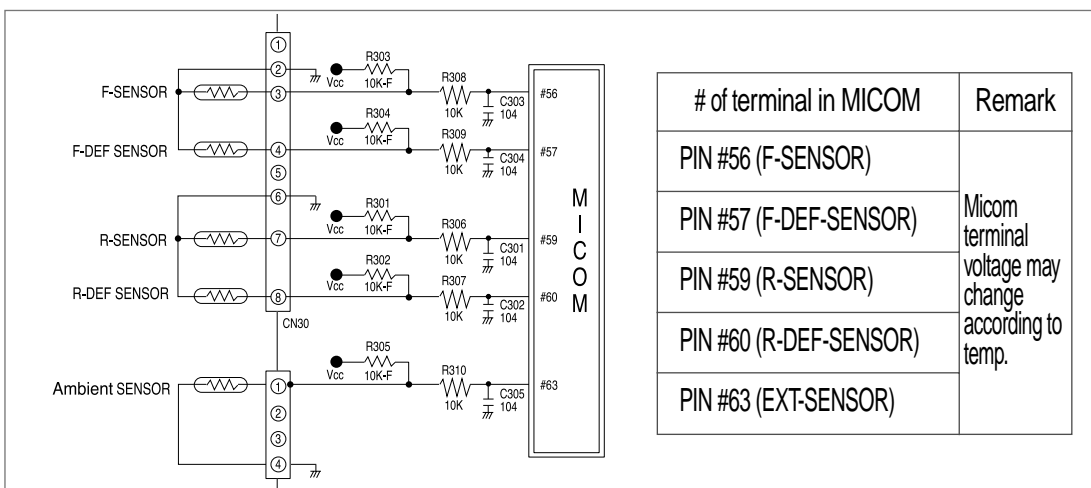 ①
R303
②
Vcc
10K-F
R308
F-SENSOR
③
#56
C303
104
10K
R304
Vcc
10K-F
R309
F-DEF SENSOR
④
#57
C304
104
10K
⑤
⑥
R301
Vcc
10K-F
R306
R-SENSOR
⑦
#59
C301
104
10K
R302
Vcc
10K-F
R307
R-DEF SENSOR
⑧
#60
C302
104
10K
CN30
R305
Vcc
10K-F
R310
Ambient SENSOR
①
#63
C305
104
10K
②
③
④
MICOM
# of terminal in MICOM Remark
PIN #56 (F-SENSOR)
PIN #57 (F-DEF-SENSOR)
PIN #59 (R-SENSOR)
PIN #60 (R-DEF-SENSOR)
PIN #63 (EXT-SENSOR)
Micom
terminal
voltage may
change
according to
temp.